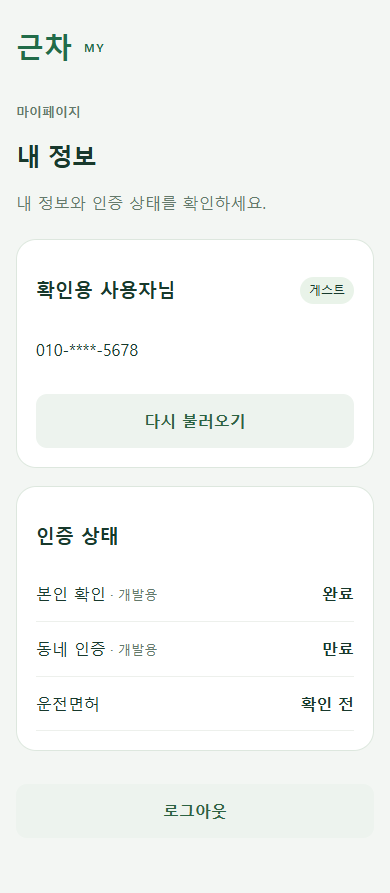 근차 MY
마이페이지
내 정보
내 정보와 인증 상태를 확인하세요.
확인용 사용자님 게스트
010-****-5678
다시 불러오기
인증 상태
본인 확인 · 개발용 완료
동네 인증 · 개발용 만료
운전면허 확인 전
로그아웃